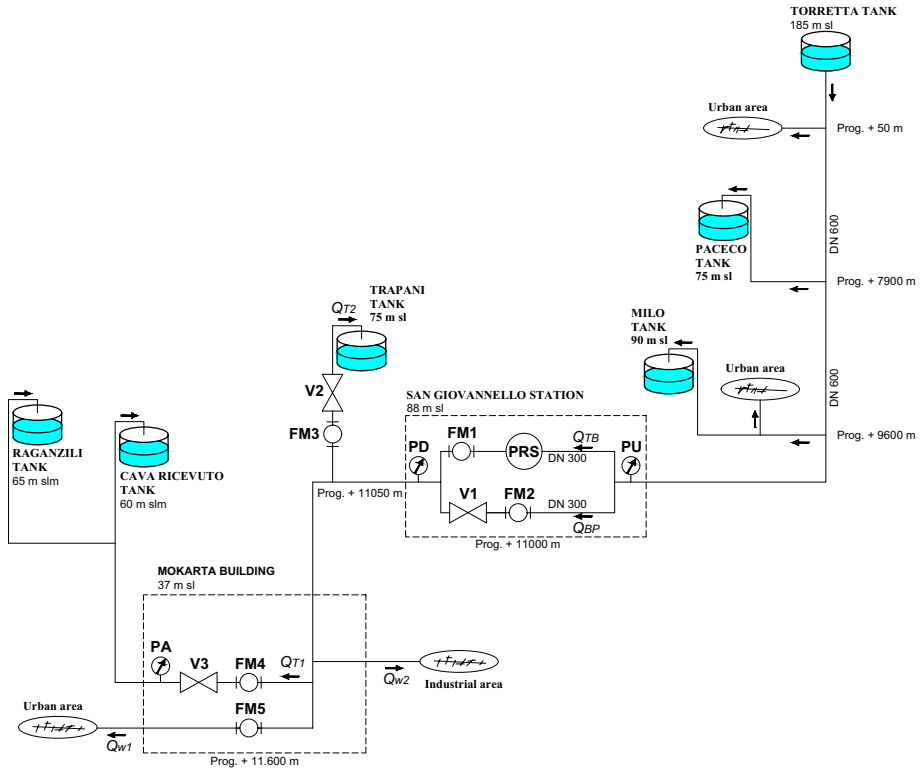 TORRETTA TANK
185 m sl
Urban area
Prog. + 50 m
DN 600
PACECO
TANK
75 m sl
Prog. + 7900 m
TRAPANI
TANK
75 m sl
QT2
MILO
TANK
90 m sl
Urban area
DN 600
V2
SAN GIOVANNELLO STATION
88 m sl
FM3
PD
FM1
PRS
QTB
DN 300
PU
Prog. + 9600 m
RAGANZILI
TANK
65 m slm
CAVA RICEVUTO
TANK
60 m slm
Prog. + 11050 m
V1
FM2
DN 300
QBP
Prog. + 11000 m
MOKARTA BUILDING
37 m sl
PA
V3
FM4
QT1
Qw2
Industrial area
Urban area
FM5
Qw1
Prog. + 11.600 m